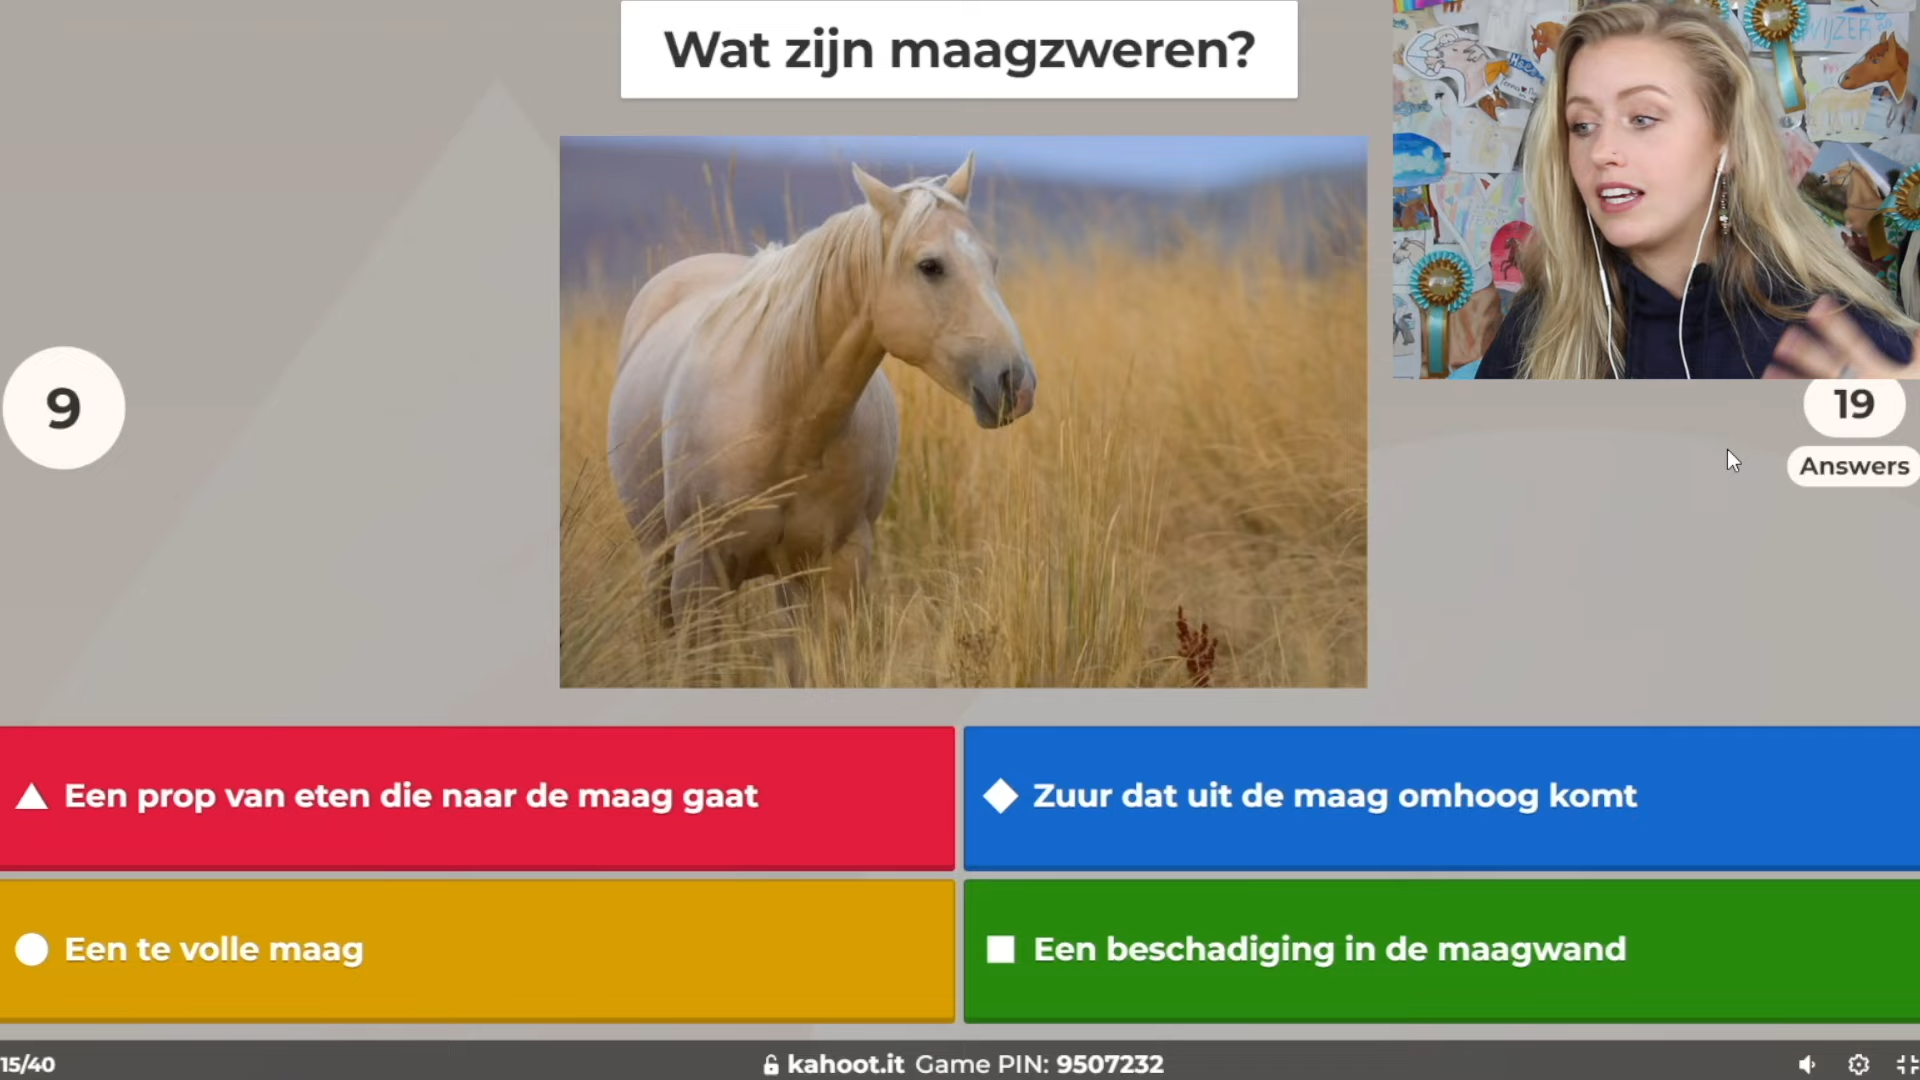 Wat zijn maagzweren?
WIJZER
9
19
Answers
Een prop van eten die naar de maag gaat
Zuur dat uit de maag omhoog komt
Een te volle maag
Een beschadiging in de maagwand
15/40
kahoot.it Game PIN: 9507232